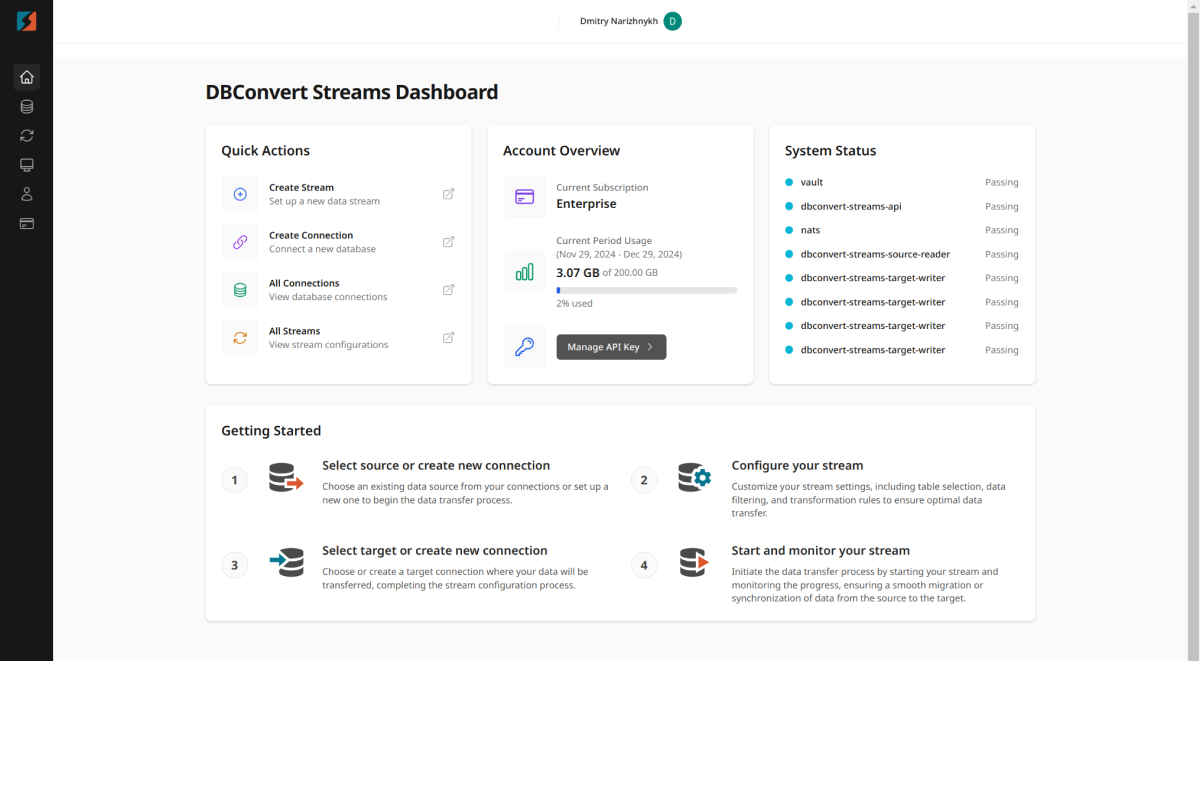 Dmitry Narizhnykh D
DBConvert Streams Dashboard
Quick Actions
Create Stream
Set up a new data stream
Create Connection
Connect a new database
All Connections
View database connections
All Streams
View stream configurations
Account Overview
Current Subscription
Enterprise
Current Period Usage
(Nov 29, 2024 - Dec 29, 2024)
3.07 GB of 200.00 GB
2% used
Manage API Key
System Status
vault Passing
dbconvert-streams-api Passing
nats Passing
dbconvert-streams-source-reader Passing
dbconvert-streams-target-writer Passing
dbconvert-streams-target-writer Passing
dbconvert-streams-target-writer Passing
dbconvert-streams-target-writer Passing
Getting Started
1
Select source or create new connection
Choose an existing data source from your connections or set up a
new one to begin the data transfer process.
2
Configure your stream
Customize your stream settings, including table selection, data
filtering, and transformation rules to ensure optimal data
transfer.
3
Select target or create new connection
Choose or create a target connection where your data will be
transferred, completing the stream configuration process.
4
Start and monitor your stream
Initiate the data transfer process by starting your stream and
monitoring the progress, ensuring a smooth migration or
synchronization of data from the source to the target.